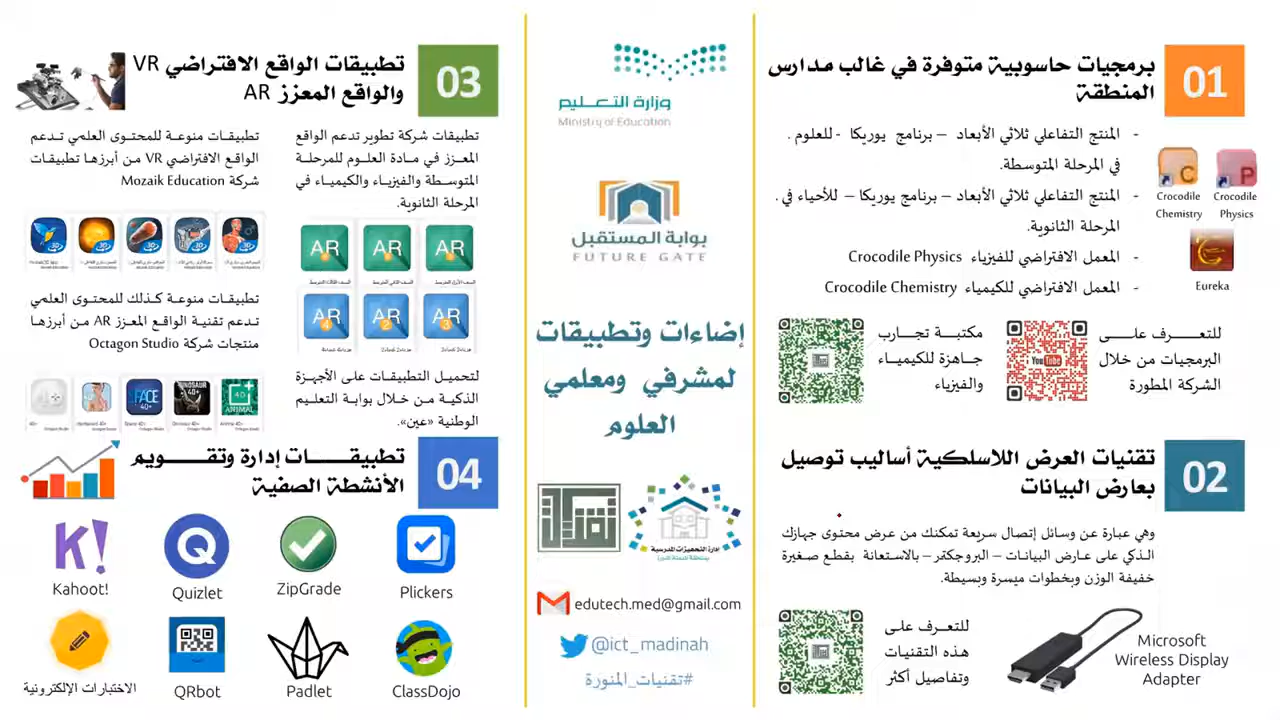 01
برمجيات حاسوبية متوفرة في غالب مدارس
المنطقة
- المنتج التفاعلي ثلاثي الأبعاد – برنامج يوريكا - للعلوم .
في المرحلة المتوسطة.
- المنتج التفاعلي ثلاثي الأبعاد – برنامج يوريكا – للأحياء في .
المرحلة الثانوية.
- المعمل الافتراضي للفيزياء Crocodile Physics
- المعمل الافتراضي للكيمياء Crocodile Chemistry
Crocodile
Chemistry
Crocodile
Physics
Eureka
للتعرف على
البرمجيات من خلال
الشركة المطورة
YouTube
مكتبة تجارب
جاهزة للكيمياء
والفيزياء
02
تقنيات العرض اللاسلكية أساليب توصيل
بعارض البيانات
وهي عبارة عن وسائل إتصال سريعة تمكنك من عرض محتوى جهازك
الذكي على عارض البيانات – البروجكتر – بالاستعانة بقطع صغيرة
خفيفة الوزن وبخطوات ميسرة وبسيطة.
Microsoft
Wireless Display
Adapter
للتعرف على
هذه التقنيات
وتفاصيل أكثر
وزارة التعليم
Ministry of Education
بوابة المستقبل
FUTURE GATE
إضاءات وتطبيقات
لمشرفي ومعلمي
العلوم
إدارة التجهيزات المدرسية
edutech.med@gmail.com
@ict_madinah
#تقنيات_المنورة
03
تطبيقات الواقع الافتراضي VR
والواقع المعزز AR
تطبيقات شركة تطوير تدعم الواقع
المعزز في مادة العلوم للمرحلة
المتوسطة والفيزياء والكيمياء في
المرحلة الثانوية.
AR
AR
AR
AR 4
AR 2
AR 3
لتحميل التطبيقات على الأجهزة
الذكية من خلال بوابة التعليم
الوطنية «عين».
تطبيقات منوعة للمحتوى العلمي تدعم
الواقع الافتراضي VR من أبرزها تطبيقات
شركة Mozaik Education
تطبيقات منوعة كذلك للمحتوى العلمي
تدعم تقنية الواقع المعزز AR من أبرزها
منتجات شركة Octagon Studio
04
تطبيقات إدارة وتقويم
الأنشطة الصفية
Plickers
ZipGrade
Quizlet
Kahoot!
ClassDojo
Padlet
QRbot
الاختبارات الإلكترونية